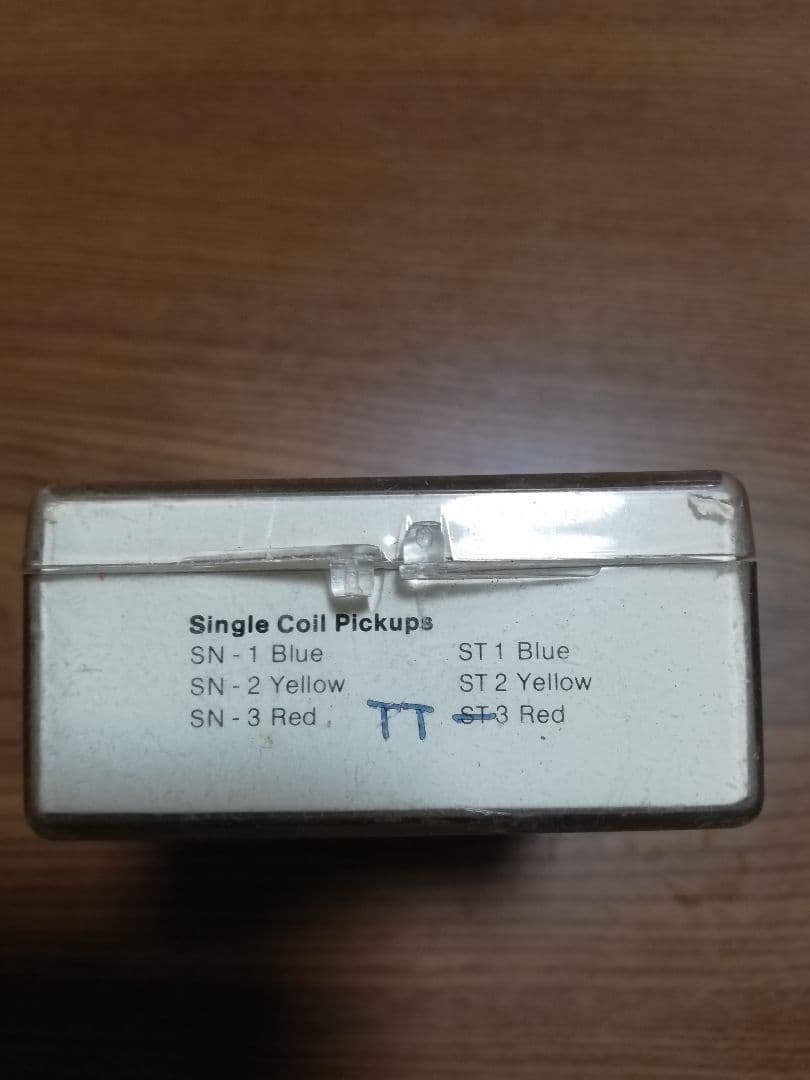 Single Coil Pickups
SN - 1 Blue ST 1 Blue
SN - 2 Yellow ST 2 Yellow
SN - 3 Red TT ST 3 Red